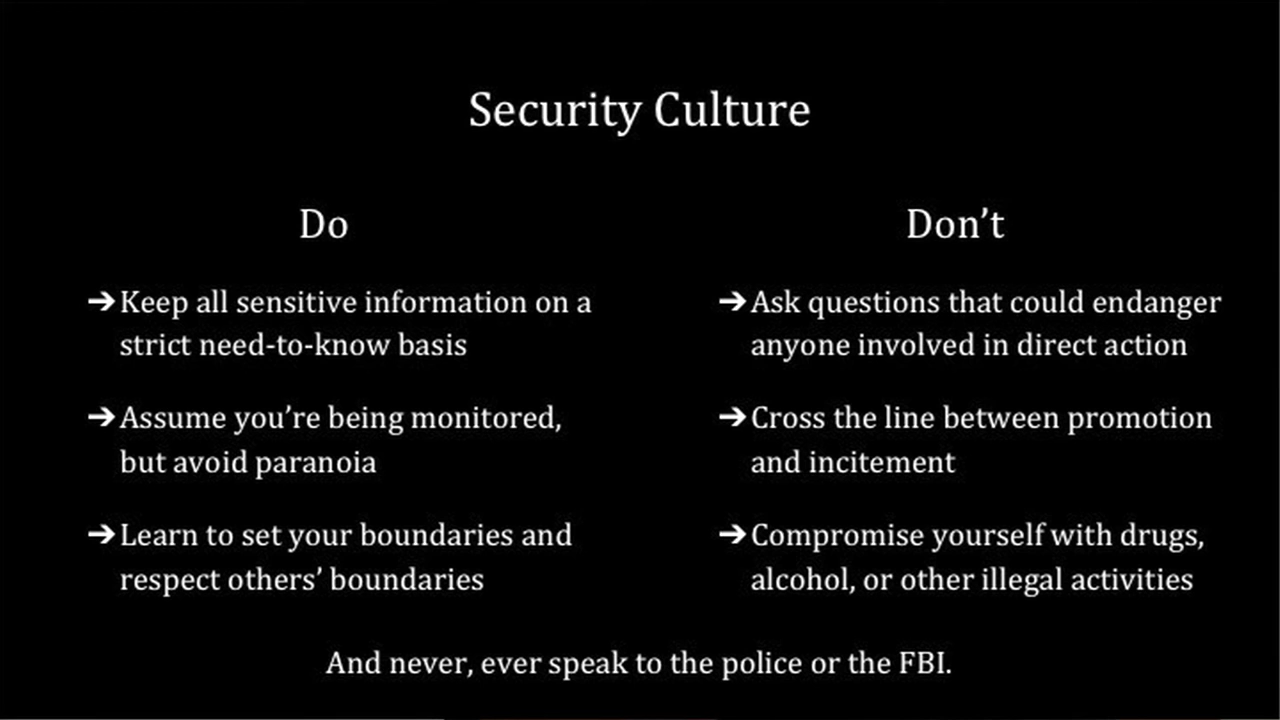 Security Culture
Do
➔Keep all sensitive information on a
strict need-to-know basis
➔Assume you’re being monitored,
but avoid paranoia
➔Learn to set your boundaries and
respect others’ boundaries
Don’t
➔Ask questions that could endanger
anyone involved in direct action
➔Cross the line between promotion
and incitement
➔Compromise yourself with drugs,
alcohol, or other illegal activities
And never, ever speak to the police or the FBI.